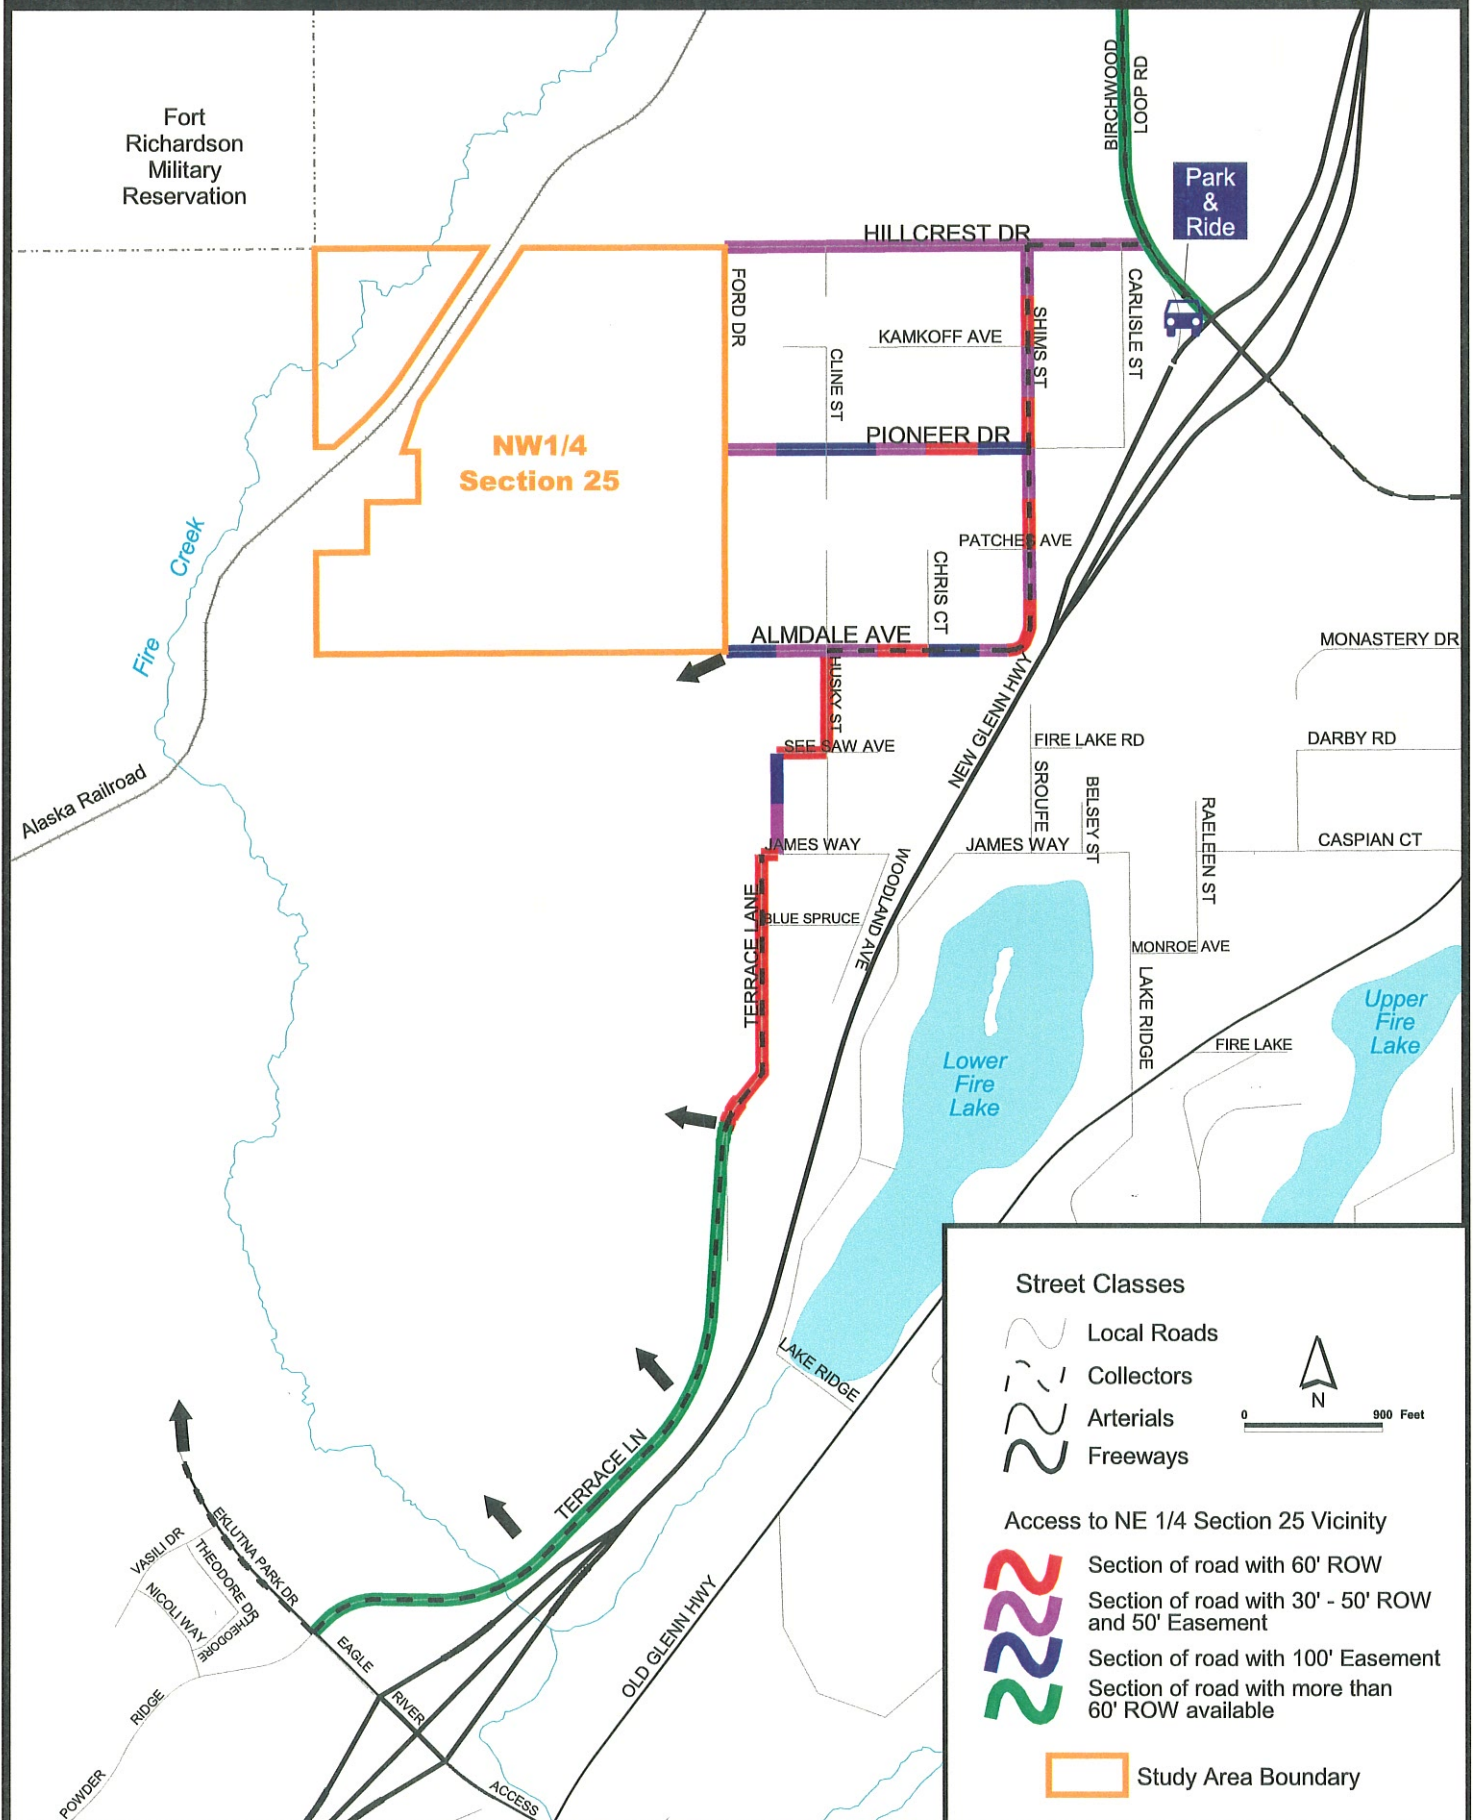 Fort
Richardson
Military
Reservation
BIRCHWOOD
LOOP RD
Park
&
Ride
HILLCREST DR
FORD DR
CARLISLE ST
SHIMS ST
KAMKOFF AVE
CLINE ST
PIONEER DR
NW1/4
Section 25
Fire
Creek
PATCHES AVE
CHRIS CT
ALMDALE AVE
HUSKY ST
NEW GLENN HWY
MONASTERY DR
SEE SAW AVE
FIRE LAKE RD
DARBY RD
SROUFE
BELSEY ST
RAELEEN ST
Alaska Railroad
JAMES WAY
JAMES WAY
CASPIAN CT
WOODLAND AVE
TERRACE LANE
BLUE SPRUCE
MONROE AVE
LAKE RIDGE
Upper
Fire
Lake
FIRE LAKE
Lower
Fire
Lake
LAKE RIDGE
TERRACE LN
EKLUTNA PARK DR
VASILI DR
THEODORE DR
NICOLI WAY
THEODORE
EAGLE
RIVER
ACCESS
OLD GLENN HWY
POWDER
RIDGE
Street Classes
Local Roads
Collectors
Arterials
Freeways
N
0 900 Feet
Access to NE 1/4 Section 25 Vicinity
Section of road with 60' ROW
Section of road with 30' - 50' ROW
and 50' Easement
Section of road with 100' Easement
Section of road with more than
60' ROW available
Study Area Boundary